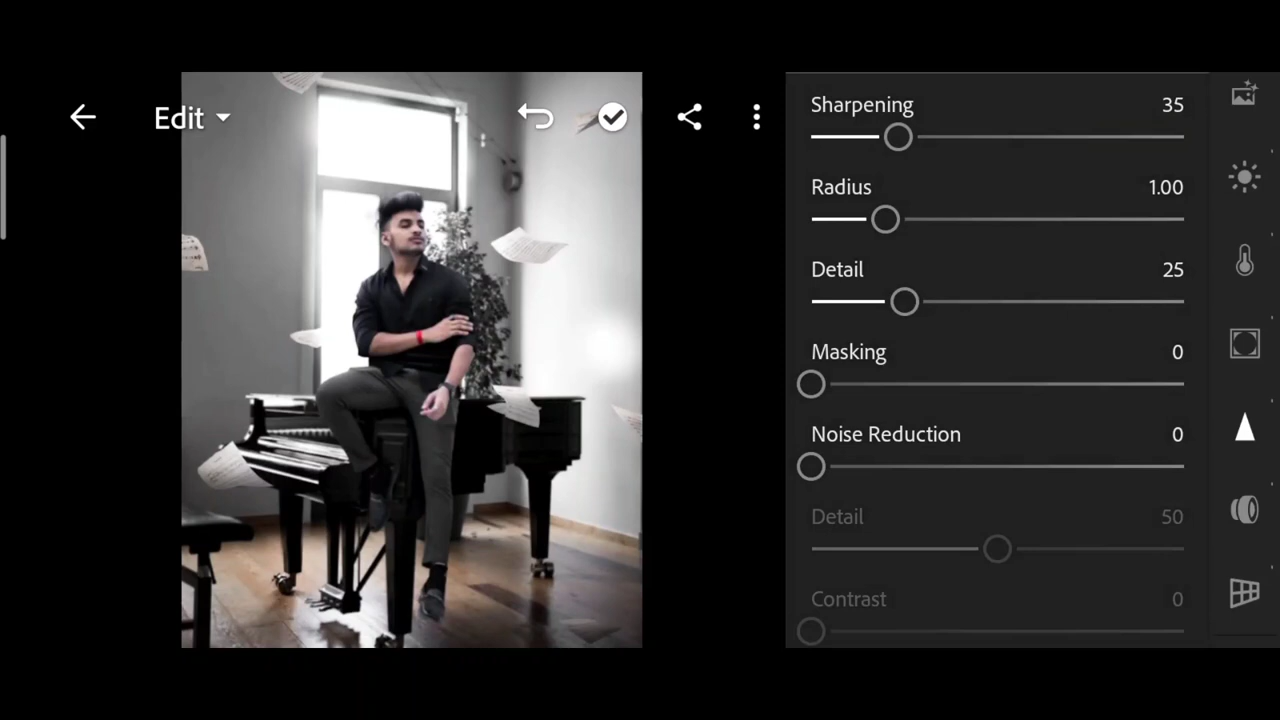 Edit
Sharpening 35
Radius 1.00
Detail 25
Masking 0
Noise Reduction 0
Detail 50
Contrast 0